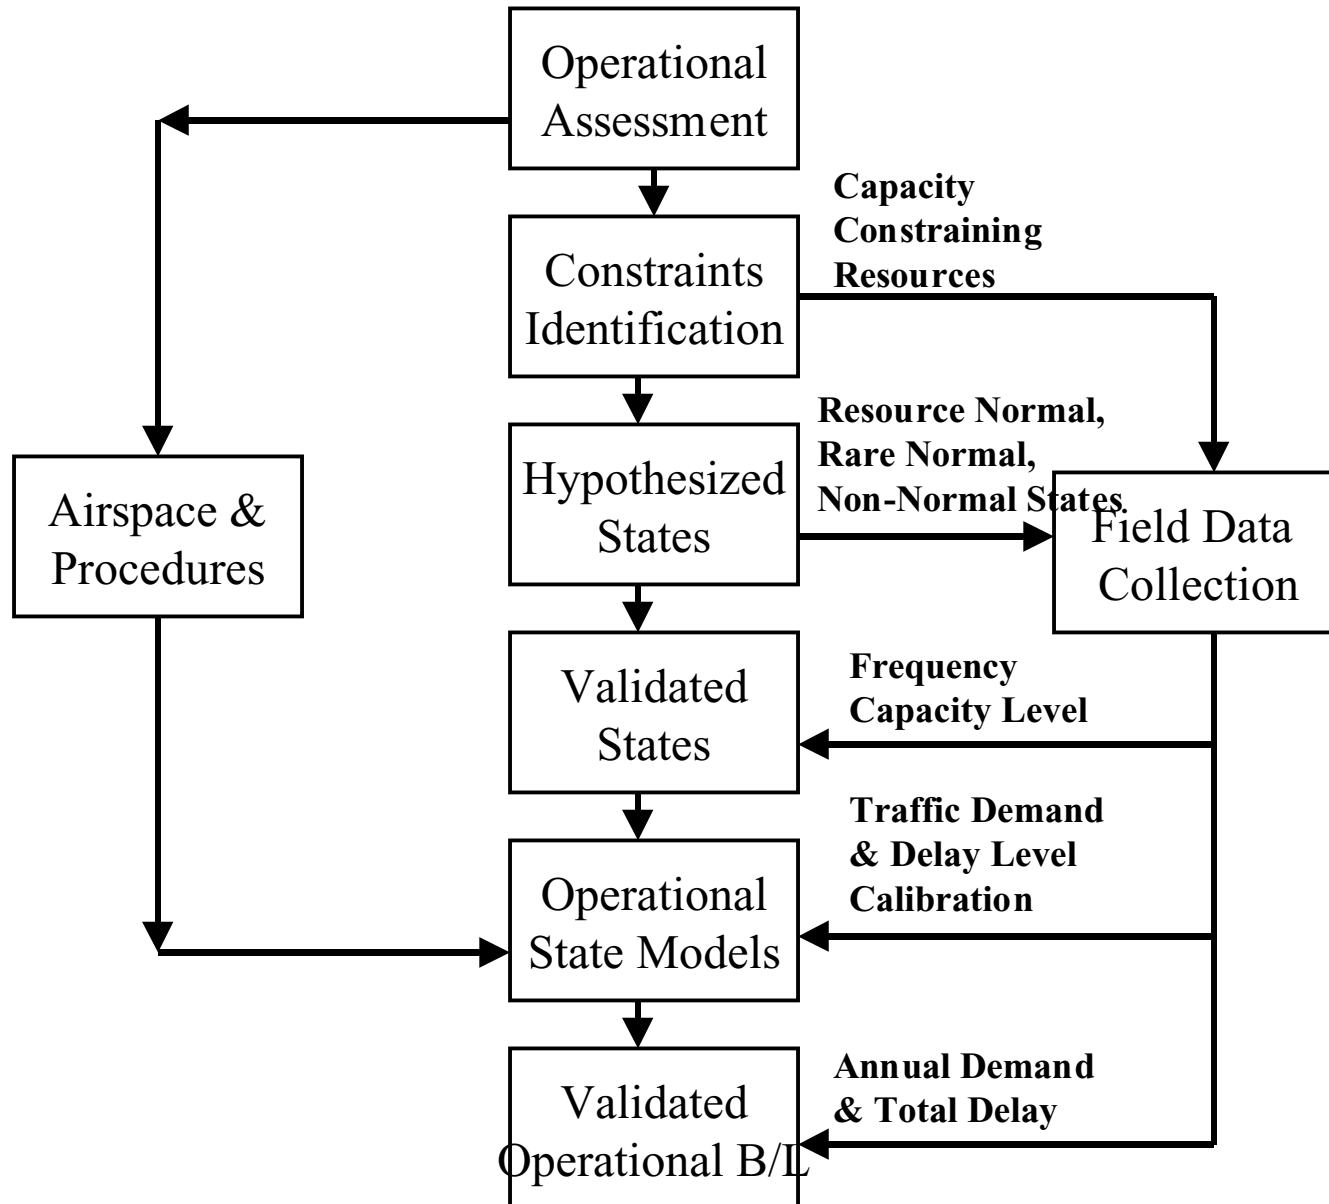 Operational
Assessment
Capacity
Constraining
Resources
Constraints
Identification
Resource Normal,
Rare Normal,
Non-Normal States
Hypothesized
States
Airspace &
Procedures
Field Data
Collection
Frequency
Capacity Level
Validated
States
Traffic Demand
& Delay Level
Calibration
Operational
State Models
Annual Demand
& Total Delay
Validated
Operational B/L